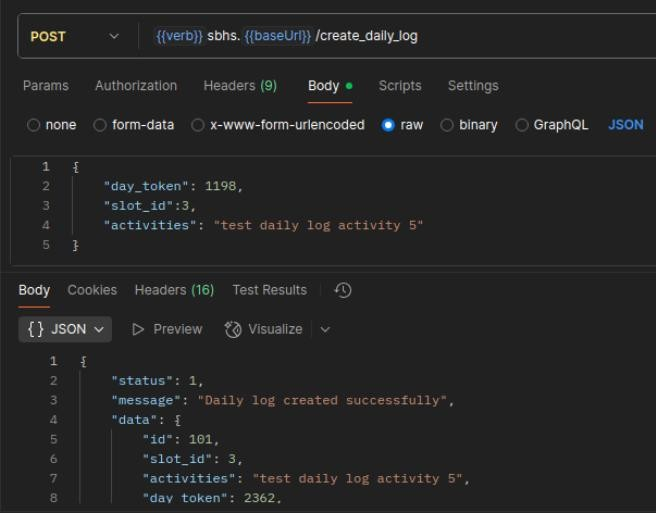 POST {{verb}} sbhs. {{baseUrl}} /create_daily_log
Params Authorization Headers (9) Body Scripts Settings
none form-data x-www-form-urlencoded raw binary GraphQL JSON
1 {
2 "day_token": 1198,
3 "slot_id":3,
4 "activities": "test daily log activity 5"
5 }
Body Cookies Headers (16) Test Results
{} JSON Preview Visualize
1 {
2 "status": 1,
3 "message": "Daily log created successfully",
4 "data": {
5 "id": 101,
6 "slot_id": 3,
7 "activities": "test daily log activity 5",
8 "day_token": 2362,